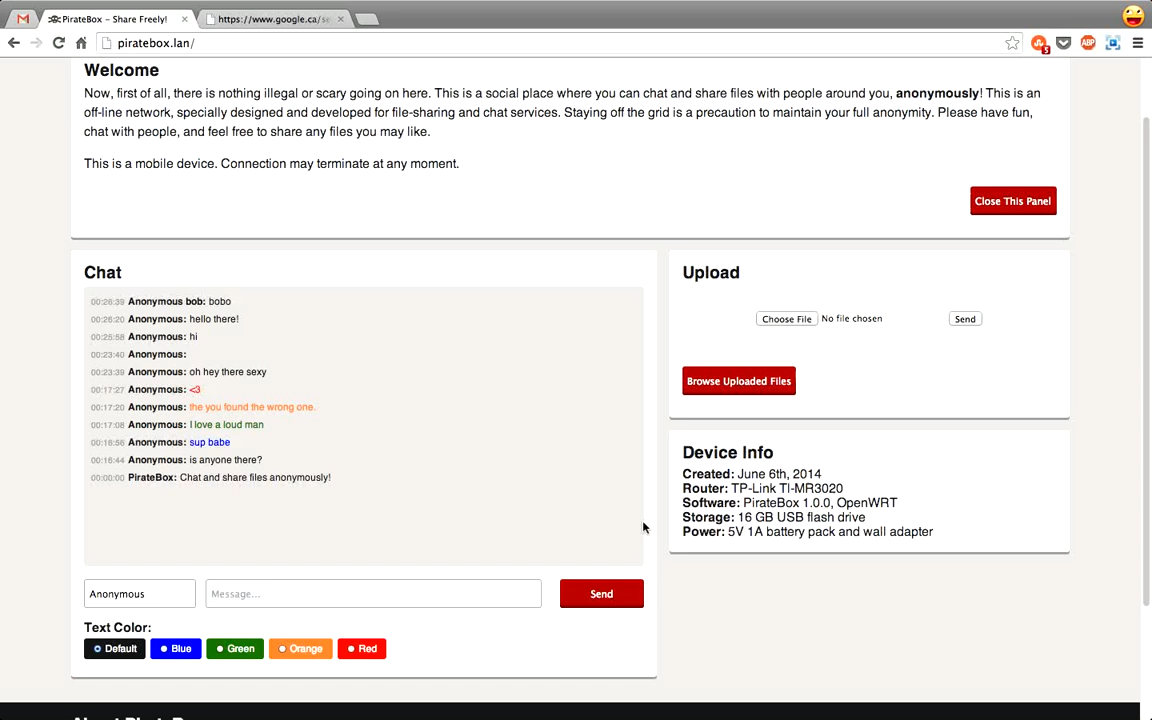 PirateBox - Share Freely!
https://www.google.ca/se
piratebox.lan/
3
ABP
Welcome
Now, first of all, there is nothing illegal or scary going on here. This is a social place where you can chat and share files with people around you, anonymously! This is an
off-line network, specially designed and developed for file-sharing and chat services. Staying off the grid is a precaution to maintain your full anonymity. Please have fun,
chat with people, and feel free to share any files you may like.
This is a mobile device. Connection may terminate at any moment.
Close This Panel
Chat
00:26:39 Anonymous bob: bobo
00:26:20 Anonymous: hello there!
00:25:58 Anonymous: hi
00:23:40 Anonymous:
00:23:39 Anonymous: oh hey there sexy
00:17:27 Anonymous: <3
00:17:20 Anonymous: the you found the wrong one.
00:17:08 Anonymous: I love a loud man
00:16:56 Anonymous: sup babe
00:16:44 Anonymous: is anyone there?
00:00:00 PirateBox: Chat and share files anonymously!
Anonymous
Message...
Send
Text Color:
Default Blue Green Orange Red
Upload
Choose File No file chosen Send
Browse Uploaded Files
Device Info
Created: June 6th, 2014
Router: TP-Link Tl-MR3020
Software: PirateBox 1.0.0, OpenWRT
Storage: 16 GB USB flash drive
Power: 5V 1A battery pack and wall adapter